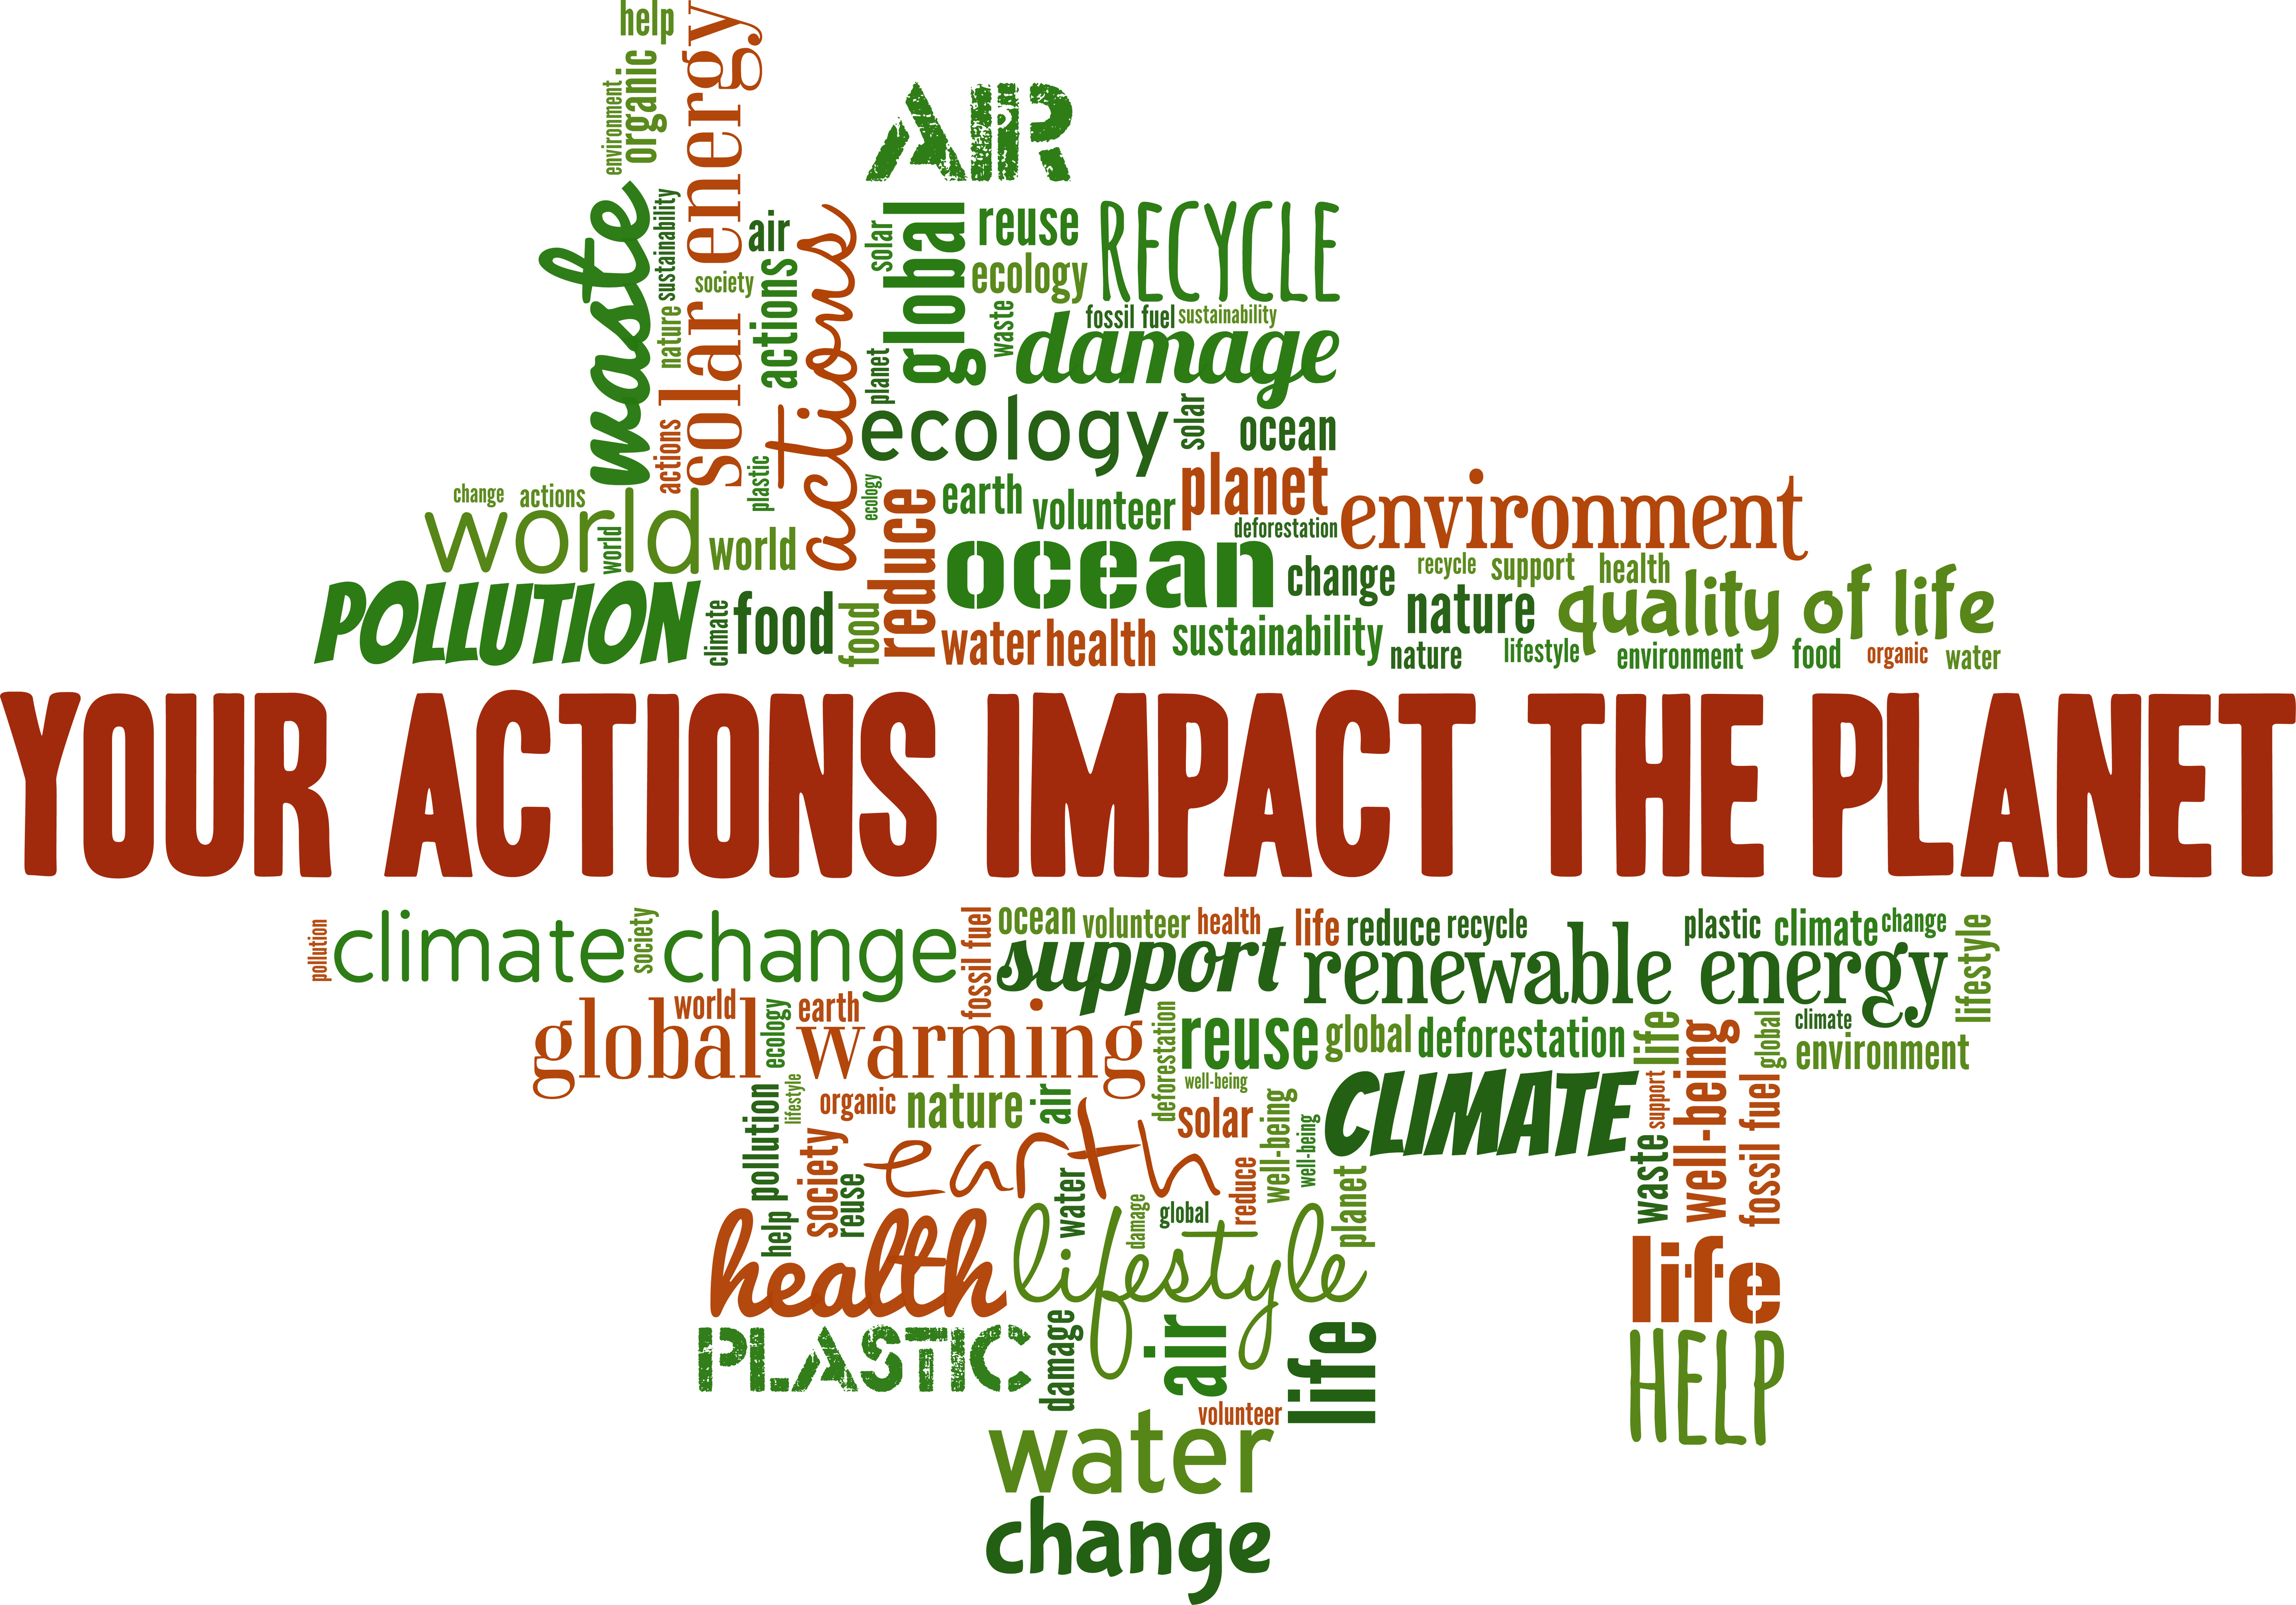 help
environment
organic
solar energy
AIR
waste
sustainability
nature
society
air
actions
actions
solar
global
reuse
RECYCLE
ecology
waste
fossil fuel
sustainability
damage
planet
actions
ecology
solar
ocean
plastic
ecology
change
actions
world
world
world
reduce
earth
volunteer
planet
deforestation
environment
ocean
change
recycle
support
health
POLLUTION
climate
food
food
water
health
sustainability
nature
quality of life
nature
lifestyle
environment
food
organic
water
YOUR ACTIONS IMPACT THE PLANET
pollution
climate change
society
fossil fuel
ocean
volunteer
health
life
reduce
recycle
plastic
climate
change
lifestyle
support
renewable energy
world
earth
global warming
ecology
deforestation
reuse
global
deforestation
life
well-being
global
climate
environment
pollution
lifestyle
organic
nature
air
well-being
solar
well-being
well-being
CLIMATE
support
waste
fossil fuel
society
reuse
earth
water
reduce
planet
help
damage
global
health
lifestyle
life
PLASTIC
damage
air
life
HELP
volunteer
water
change